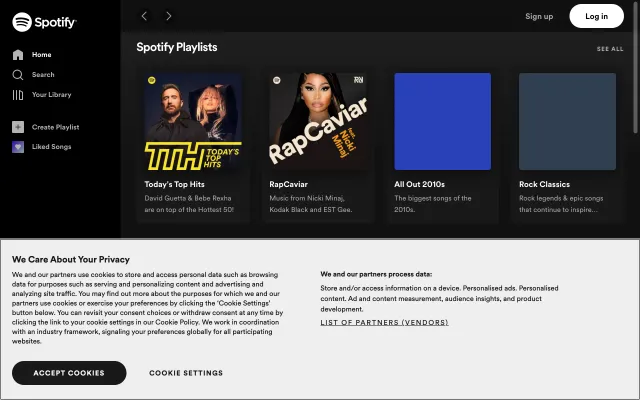 Spotify
Sign up
Log in
Home
Search
Your Library
Create Playlist
Liked Songs
Spotify Playlists
SEE ALL
TTH TODAY'S
TOP
HITS
Today's Top Hits
David Guetta & Bebe Rexha
are on top of the Hottest 50!
RapCaviar
feat.
Nicki
Minaj
RapCaviar
Music from Nicki Minaj,
Kodak Black and EST Gee.
All Out 2010s
The biggest songs of the
2010s.
Rock Classics
Rock legends & epic songs
that continue to inspire...
We Care About Your Privacy
We and our partners use cookies to store and access personal data such as browsing
data for purposes such as serving and personalizing content and advertising and
analyzing site traffic. You may find out more about the purposes for which we and our
partners use cookies or exercise your preferences by clicking the 'Cookie Settings'
button below. You can revisit your consent choices or withdraw consent at any time by
clicking the link to your cookie settings in our Cookie Policy. We work in coordination
with an industry framework, signaling your preferences globally for all participating
websites.
We and our partners process data:
Store and/or access information on a device. Personalised ads. Personalised
content. Ad and content measurement, audience insights, and product
development.
LIST OF PARTNERS (VENDORS)
ACCEPT COOKIES
COOKIE SETTINGS